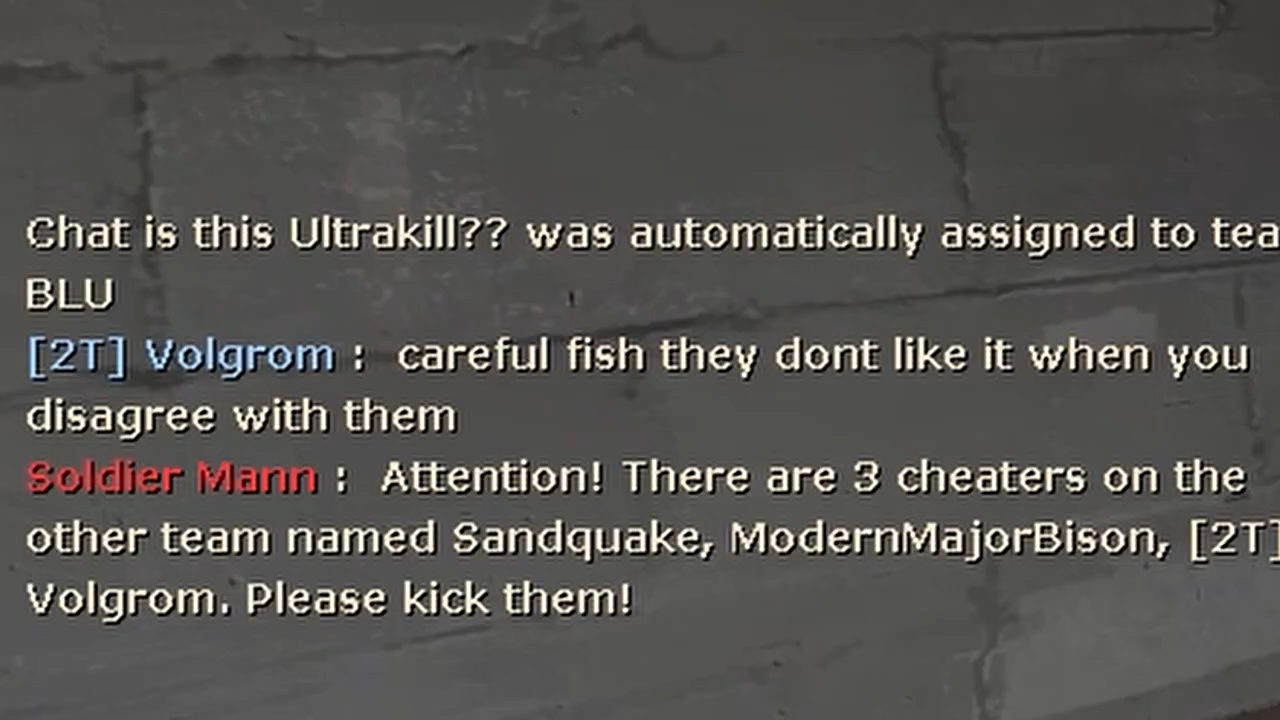 Chat is this Ultrakill?? was automatically assigned to tea
BLU
[2T] Volgrom :  careful fish they dont like it when you
disagree with them
Soldier Mann :  Attention! There are 3 cheaters on the
other team named Sandquake, ModernMajorBison, [2T]
Volgrom. Please kick them!